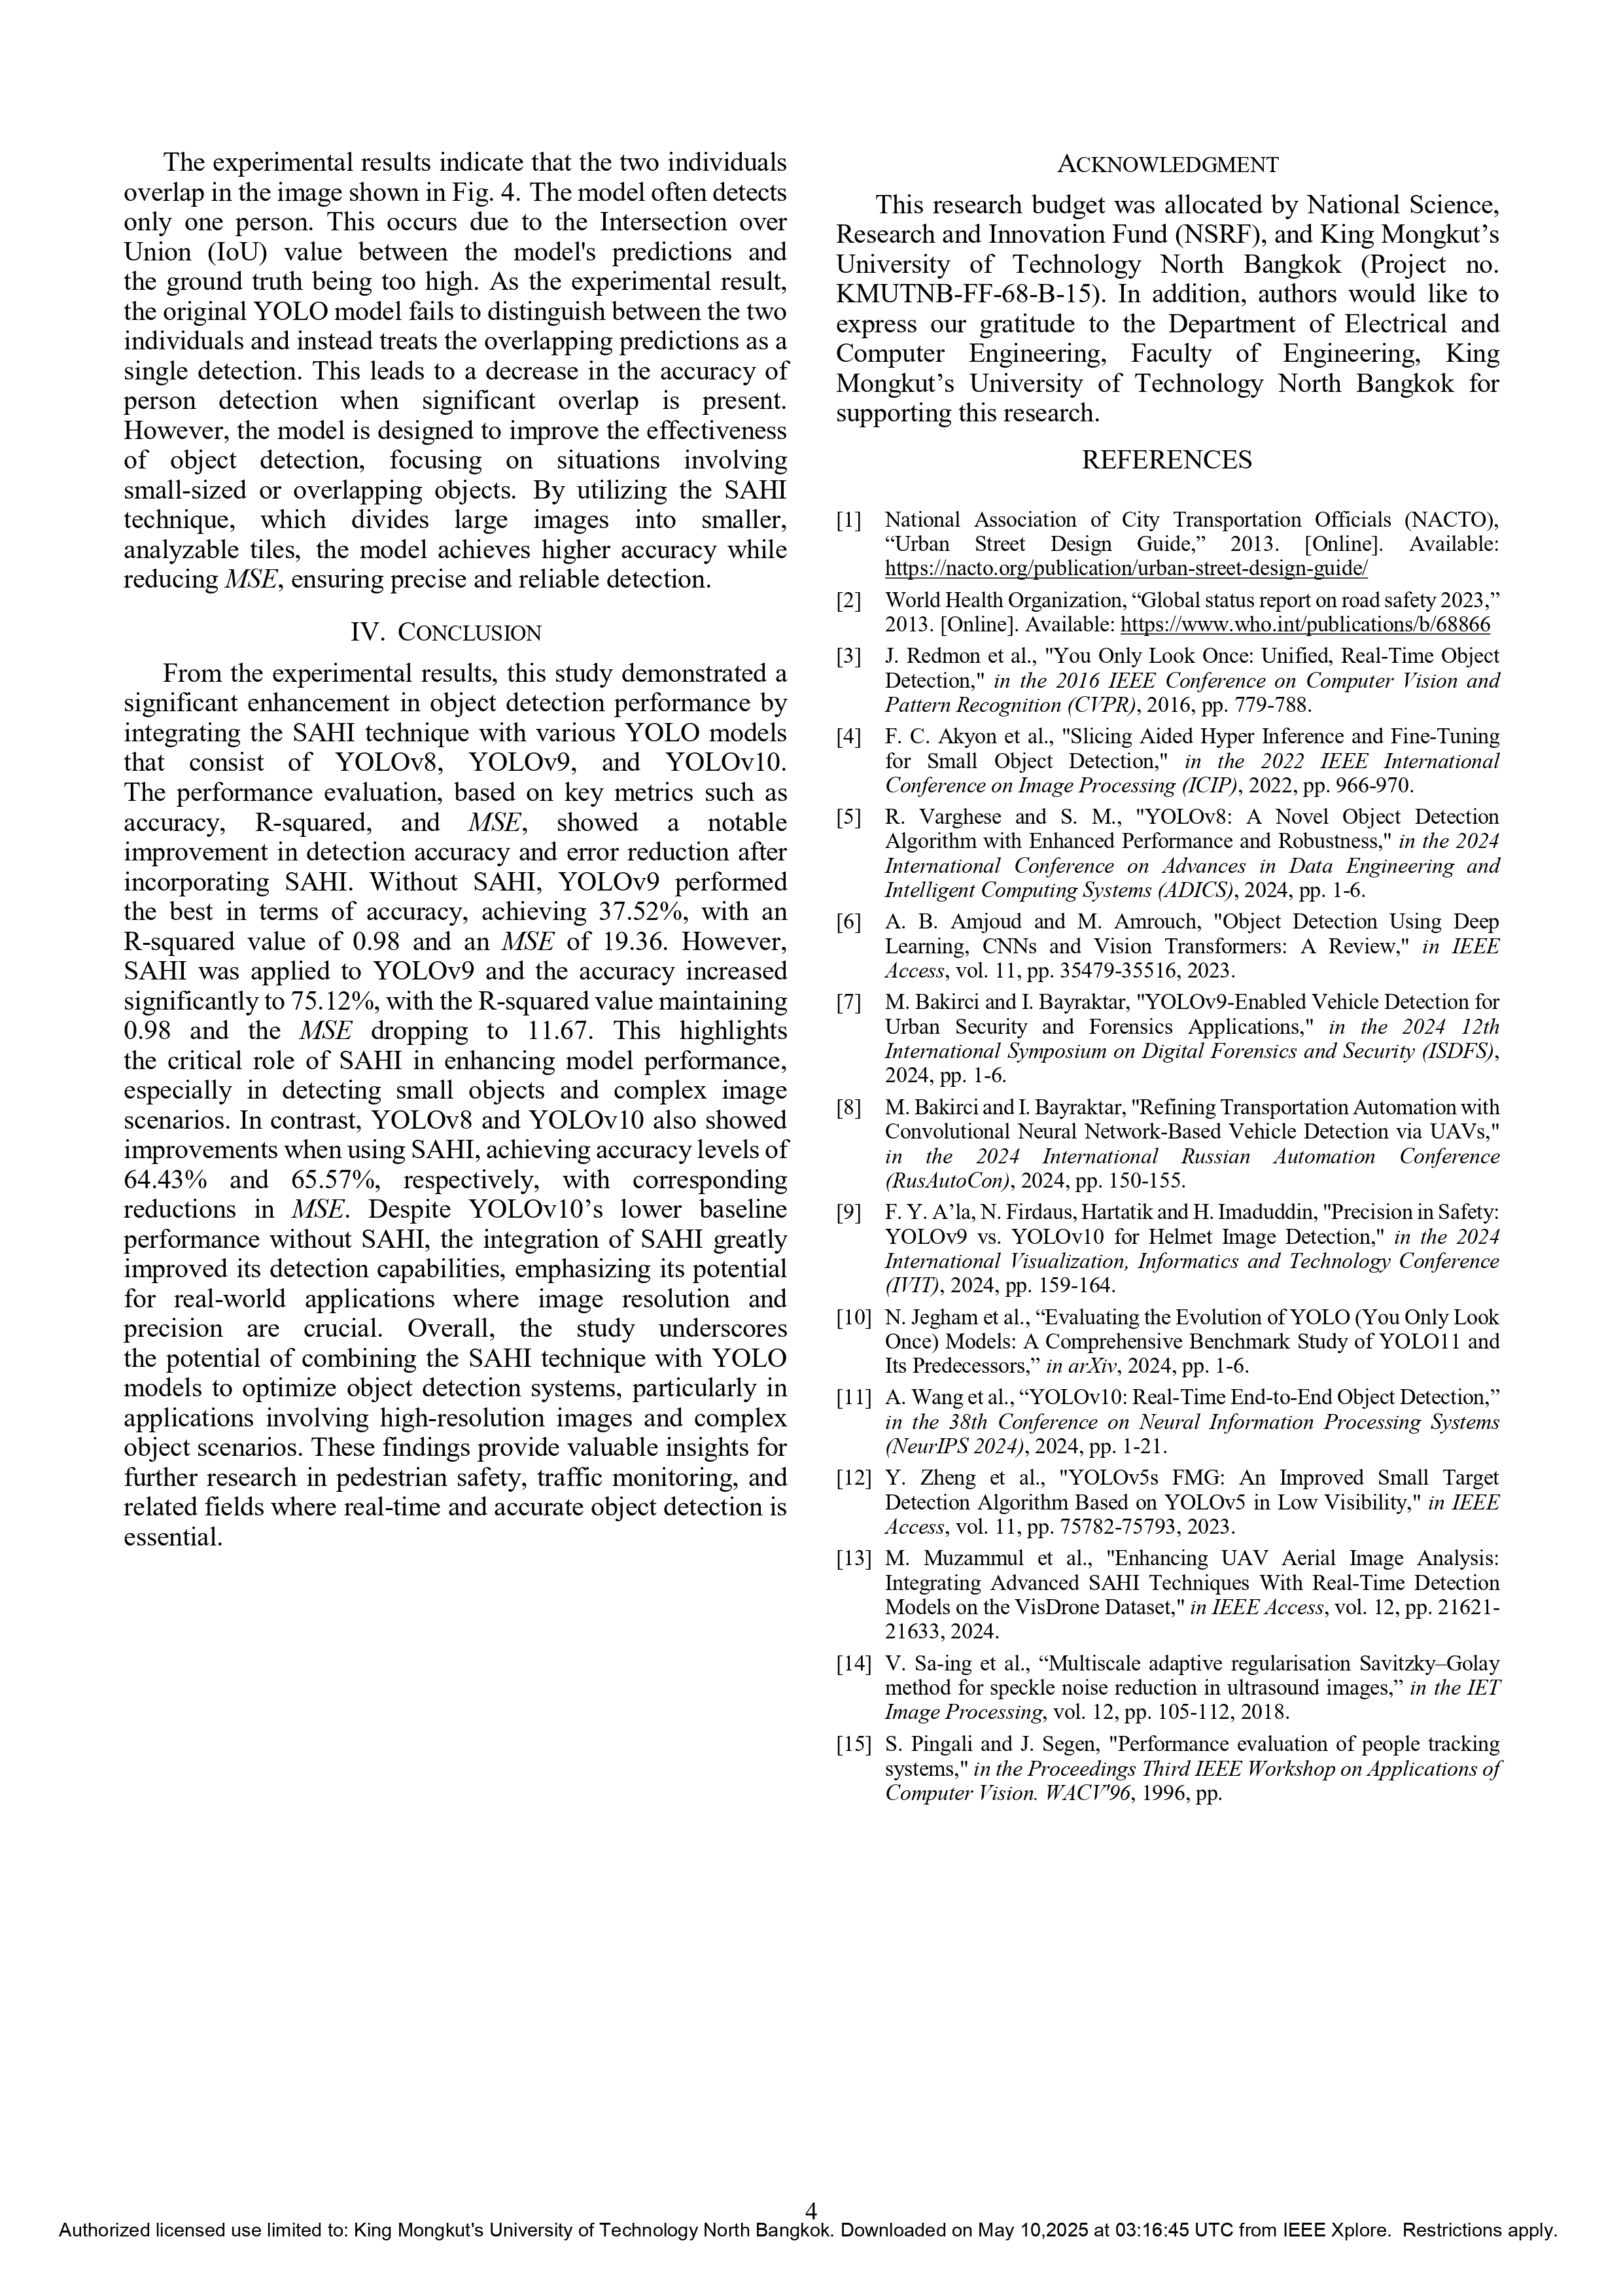 The experimental results indicate that the two individuals
overlap in the image shown in Fig. 4. The model often detects
only one person. This occurs due to the Intersection over
Union (IoU) value between the model's predictions and
the ground truth being too high. As the experimental result,
the original YOLO model fails to distinguish between the two
individuals and instead treats the overlapping predictions as a
single detection. This leads to a decrease in the accuracy of
person detection when significant overlap is present.
However, the model is designed to improve the effectiveness
of object detection, focusing on situations involving
small-sized or overlapping objects. By utilizing the SAHI
technique, which divides large images into smaller,
analyzable tiles, the model achieves higher accuracy while
reducing MSE, ensuring precise and reliable detection.
IV. CONCLUSION
From the experimental results, this study demonstrated a
significant enhancement in object detection performance by
integrating the SAHI technique with various YOLO models
that consist of YOLOv8, YOLOv9, and YOLOv10.
The performance evaluation, based on key metrics such as
accuracy, R-squared, and MSE, showed a notable
improvement in detection accuracy and error reduction after
incorporating SAHI. Without SAHI, YOLOv9 performed
the best in terms of accuracy, achieving 37.52%, with an
R-squared value of 0.98 and an MSE of 19.36. However,
SAHI was applied to YOLOv9 and the accuracy increased
significantly to 75.12%, with the R-squared value maintaining
0.98 and the MSE dropping to 11.67. This highlights
the critical role of SAHI in enhancing model performance,
especially in detecting small objects and complex image
scenarios. In contrast, YOLOv8 and YOLOv10 also showed
improvements when using SAHI, achieving accuracy levels of
64.43% and 65.57%, respectively, with corresponding
reductions in MSE. Despite YOLOv10’s lower baseline
performance without SAHI, the integration of SAHI greatly
improved its detection capabilities, emphasizing its potential
for real-world applications where image resolution and
precision are crucial. Overall, the study underscores
the potential of combining the SAHI technique with YOLO
models to optimize object detection systems, particularly in
applications involving high-resolution images and complex
object scenarios. These findings provide valuable insights for
further research in pedestrian safety, traffic monitoring, and
related fields where real-time and accurate object detection is
essential.
ACKNOWLEDGMENT
This research budget was allocated by National Science,
Research and Innovation Fund (NSRF), and King Mongkut’s
University of Technology North Bangkok (Project no.
KMUTNB-FF-68-B-15). In addition, authors would like to
express our gratitude to the Department of Electrical and
Computer Engineering, Faculty of Engineering, King
Mongkut’s University of Technology North Bangkok for
supporting this research.
REFERENCES
[1] National Association of City Transportation Officials (NACTO),
“Urban Street Design Guide,” 2013. [Online]. Available:
https://nacto.org/publication/urban-street-design-guide/
[2] World Health Organization, “Global status report on road safety 2023,”
2013. [Online]. Available: https://www.who.int/publications/b/68866
[3] J. Redmon et al., "You Only Look Once: Unified, Real-Time Object
Detection," in the 2016 IEEE Conference on Computer Vision and
Pattern Recognition (CVPR), 2016, pp. 779-788.
[4] F. C. Akyon et al., "Slicing Aided Hyper Inference and Fine-Tuning
for Small Object Detection," in the 2022 IEEE International
Conference on Image Processing (ICIP), 2022, pp. 966-970.
[5] R. Varghese and S. M., "YOLOv8: A Novel Object Detection
Algorithm with Enhanced Performance and Robustness," in the 2024
International Conference on Advances in Data Engineering and
Intelligent Computing Systems (ADICS), 2024, pp. 1-6.
[6] A. B. Amjoud and M. Amrouch, "Object Detection Using Deep
Learning, CNNs and Vision Transformers: A Review," in IEEE
Access, vol. 11, pp. 35479-35516, 2023.
[7] M. Bakirci and I. Bayraktar, "YOLOv9-Enabled Vehicle Detection for
Urban Security and Forensics Applications," in the 2024 12th
International Symposium on Digital Forensics and Security (ISDFS),
2024, pp. 1-6.
[8] M. Bakirci and I. Bayraktar, "Refining Transportation Automation with
Convolutional Neural Network-Based Vehicle Detection via UAVs,"
in the 2024 International Russian Automation Conference
(RusAutoCon), 2024, pp. 150-155.
[9] F. Y. A’la, N. Firdaus, Hartatik and H. Imaduddin, "Precision in Safety:
YOLOv9 vs. YOLOv10 for Helmet Image Detection," in the 2024
International Visualization, Informatics and Technology Conference
(IVIT), 2024, pp. 159-164.
[10] N. Jegham et al., “Evaluating the Evolution of YOLO (You Only Look
Once) Models: A Comprehensive Benchmark Study of YOLO11 and
Its Predecessors,” in arXiv, 2024, pp. 1-6.
[11] A. Wang et al., “YOLOv10: Real-Time End-to-End Object Detection,”
in the 38th Conference on Neural Information Processing Systems
(NeurIPS 2024), 2024, pp. 1-21.
[12] Y. Zheng et al., "YOLOv5s FMG: An Improved Small Target
Detection Algorithm Based on YOLOv5 in Low Visibility," in IEEE
Access, vol. 11, pp. 75782-75793, 2023.
[13] M. Muzammul et al., "Enhancing UAV Aerial Image Analysis:
Integrating Advanced SAHI Techniques With Real-Time Detection
Models on the VisDrone Dataset," in IEEE Access, vol. 12, pp. 21621-
21633, 2024.
[14] V. Sa-ing et al., “Multiscale adaptive regularisation Savitzky–Golay
method for speckle noise reduction in ultrasound images,” in the IET
Image Processing, vol. 12, pp. 105-112, 2018.
[15] S. Pingali and J. Segen, "Performance evaluation of people tracking
systems," in the Proceedings Third IEEE Workshop on Applications of
Computer Vision. WACV'96, 1996, pp.
4
Authorized licensed use limited to: King Mongkut's University of Technology North Bangkok. Downloaded on May 10,2025 at 03:16:45 UTC from IEEE Xplore. Restrictions apply.